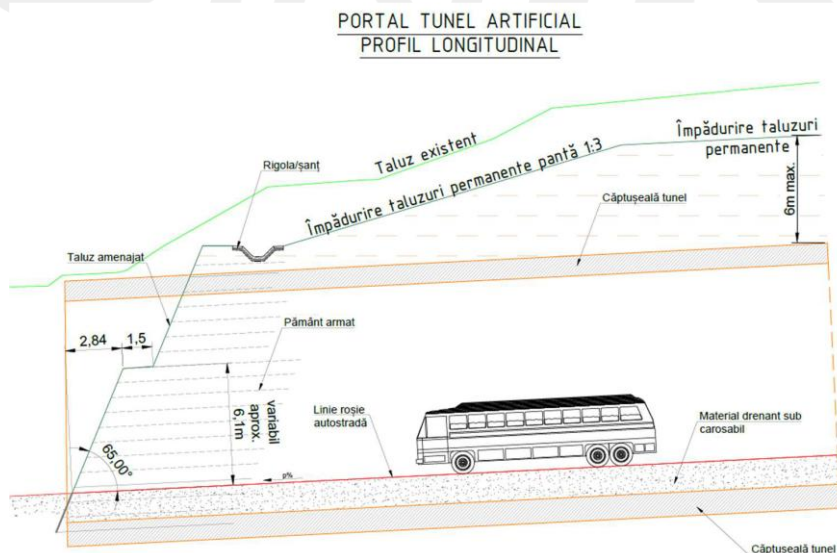 PORTAL TUNEL ARTIFICIAL
PROFIL LONGITUDINAL
Împădurire taluzuri
permanente
Taluz existent
Împădurire taluzuri permanente pantă 1:3
Rigola/șanț
6m max.
Căptușeală tunel
Taluz amenajat
Pământ armat
2,84
1,5
variabil
aprox.
6,1m
Linie roșie
autostradă
Material drenant sub
carosabil
65,00°
p%
Căptușeală tunel